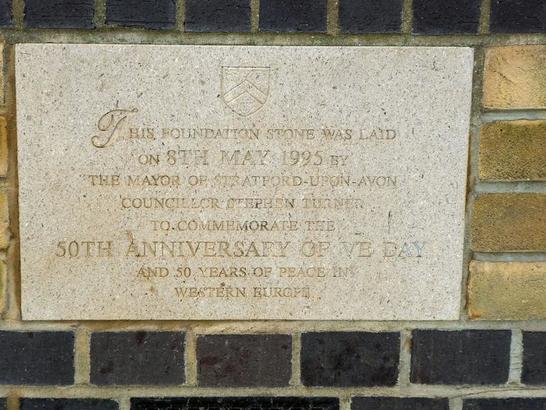 THIS FOUNDATION STONE WAS LAID
ON 8TH MAY 1995 BY
THE MAYOR OF STRATFORD-UPON-AVON
COUNCILLOR STEPHEN TURNER
TO COMMEMORATE THE
50TH ANNIVERSARY OF VE DAY
AND 50 YEARS OF PEACE IN
WESTERN EUROPE